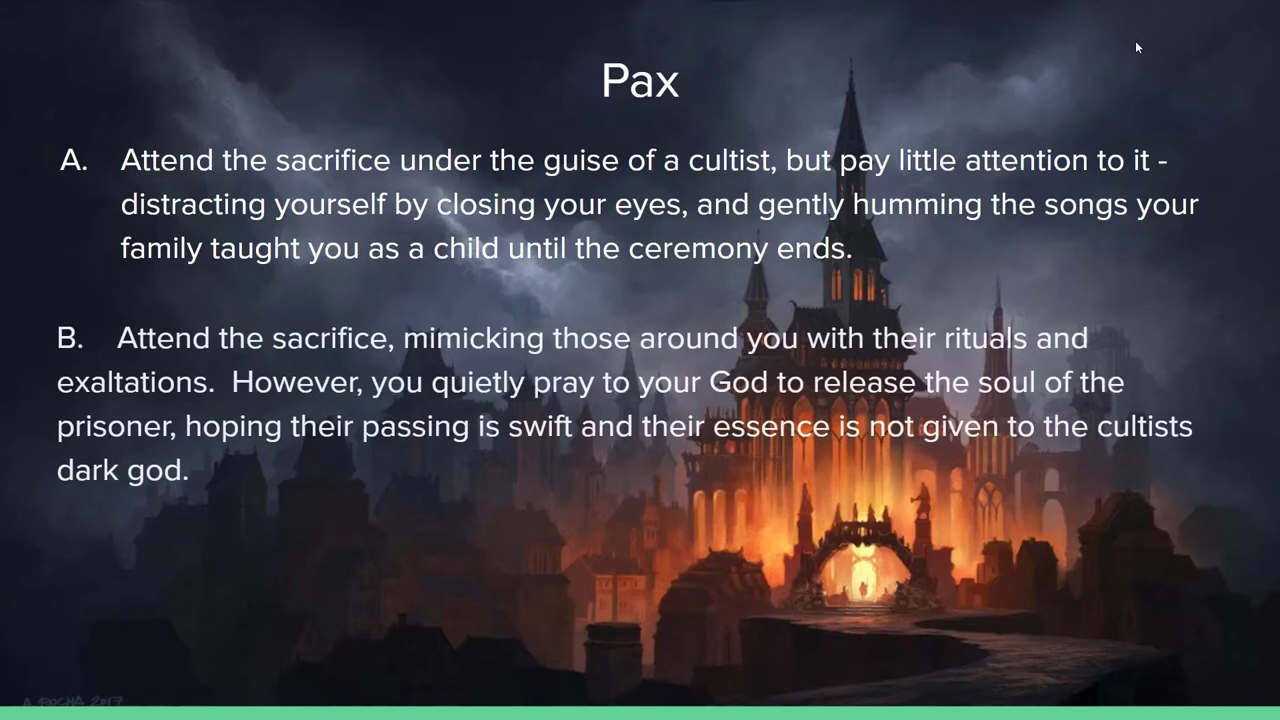 Pax
A. Attend the sacrifice under the guise of a cultist, but pay little attention to it -
distracting yourself by closing your eyes, and gently humming the songs your
family taught you as a child until the ceremony ends.
B. Attend the sacrifice, mimicking those around you with their rituals and
exaltations.  However, you quietly pray to your God to release the soul of the
prisoner, hoping their passing is swift and their essence is not given to the cultists
dark god.
A. ROCHA 2017